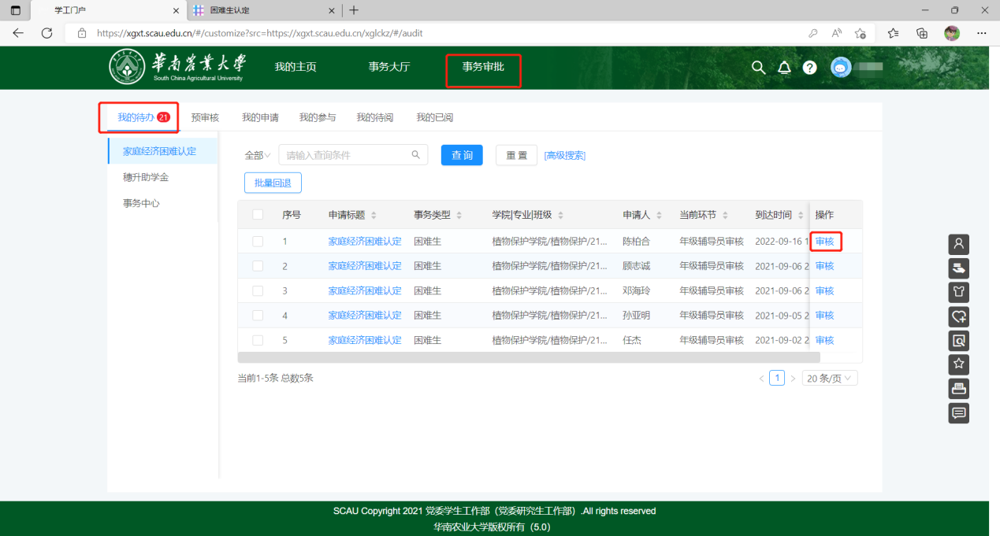 学工门户
困难生认定
https://xgxt.scau.edu.cn/#/customize?src=https://xgxt.scau.edu.cn/xglckz/#/audit
華南農業大學 我的主页 事务大厅 事务审批
South China Agricultural University
我的待办 21 预审核 我的申请 我的参与 我的待阅 我的已阅
家庭经济困难认定
穗升助学金
事务中心
全部 请输入查询条件 查询 重置 [高级搜索]
批量回退
序号 申请标题 事务类型 学院|专业|班级 申请人 当前环节 到达时间 操作
1 家庭经济困难认定 困难生 植物保护学院/植物保护/21... 陈柏合 年级辅导员审核 2022-09-16 1 审核
2 家庭经济困难认定 困难生 植物保护学院/植物保护/21... 顾志诚 年级辅导员审核 2021-09-06 2 审核
3 家庭经济困难认定 困难生 植物保护学院/植物保护/21... 邓海玲 年级辅导员审核 2021-09-06 2 审核
4 家庭经济困难认定 困难生 植物保护学院/植物保护/21... 孙亚明 年级辅导员审核 2021-09-05 2 审核
5 家庭经济困难认定 困难生 植物保护学院/植物保护/21... 任杰 年级辅导员审核 2021-09-02 2 审核
当前1-5条 总数5条 < 1 > 20 条/页
SCAU Copyright 2021 党委学生工作部（党委研究生工作部）.All rights reserved
华南农业大学版权所有（5.0）